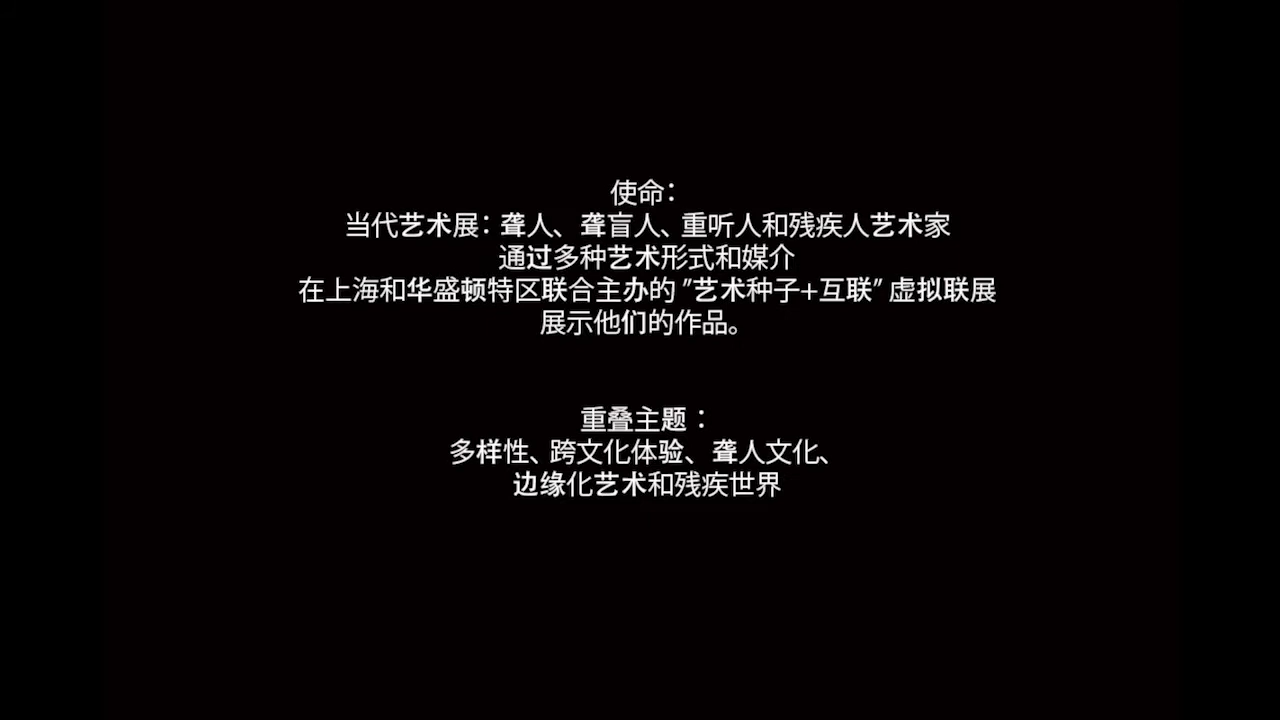 使命：
当代艺术展：聋人、聋盲人、重听人和残疾人艺术家
通过多种艺术形式和媒介
在上海和华盛顿特区联合主办的 "艺术种子+互联" 虚拟联展
展示他们的作品。
重叠主题：
多样性、跨文化体验、聋人文化、
边缘化艺术和残疾世界